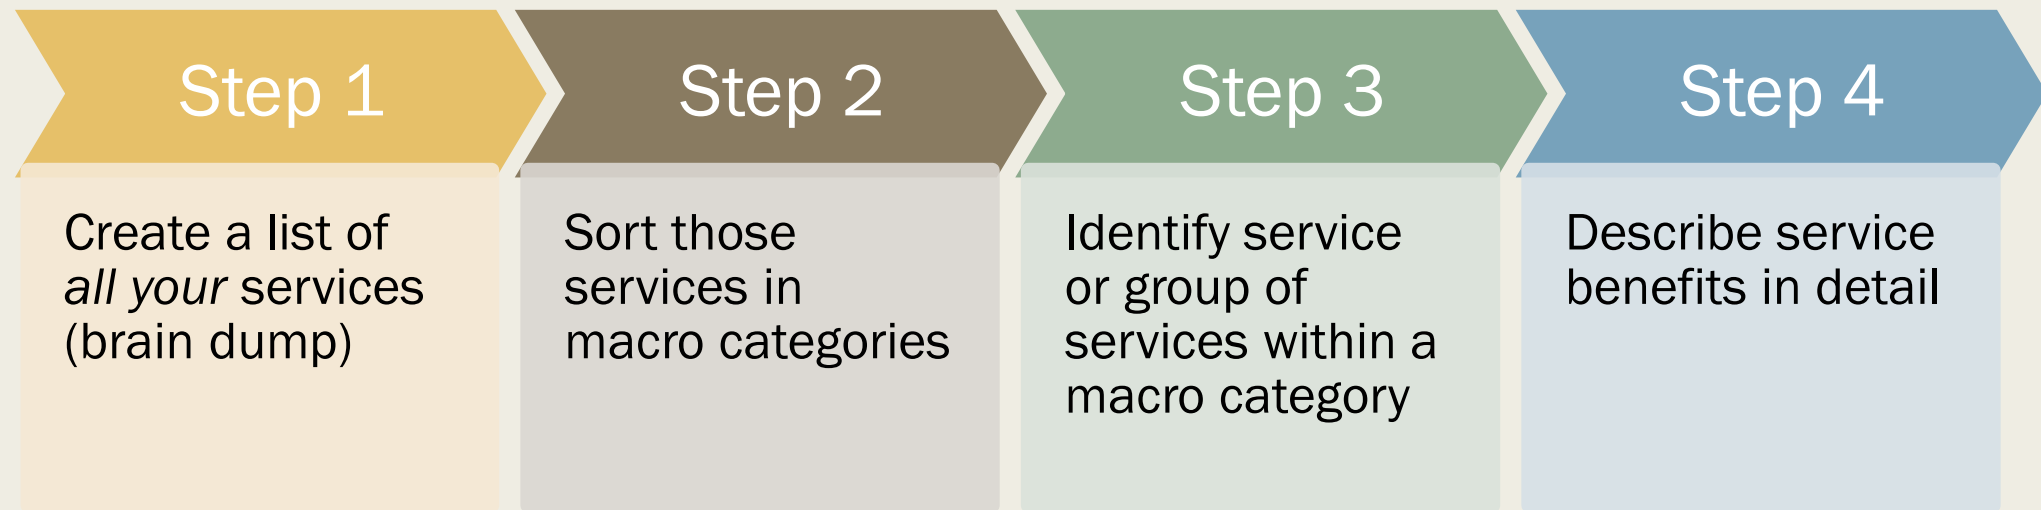 Step 1
Create a list of
all your services
(brain dump)
Step 2
Sort those
services in
macro categories
Step 3
Identify service
or group of
services within a
macro category
Step 4
Describe service
benefits in detail